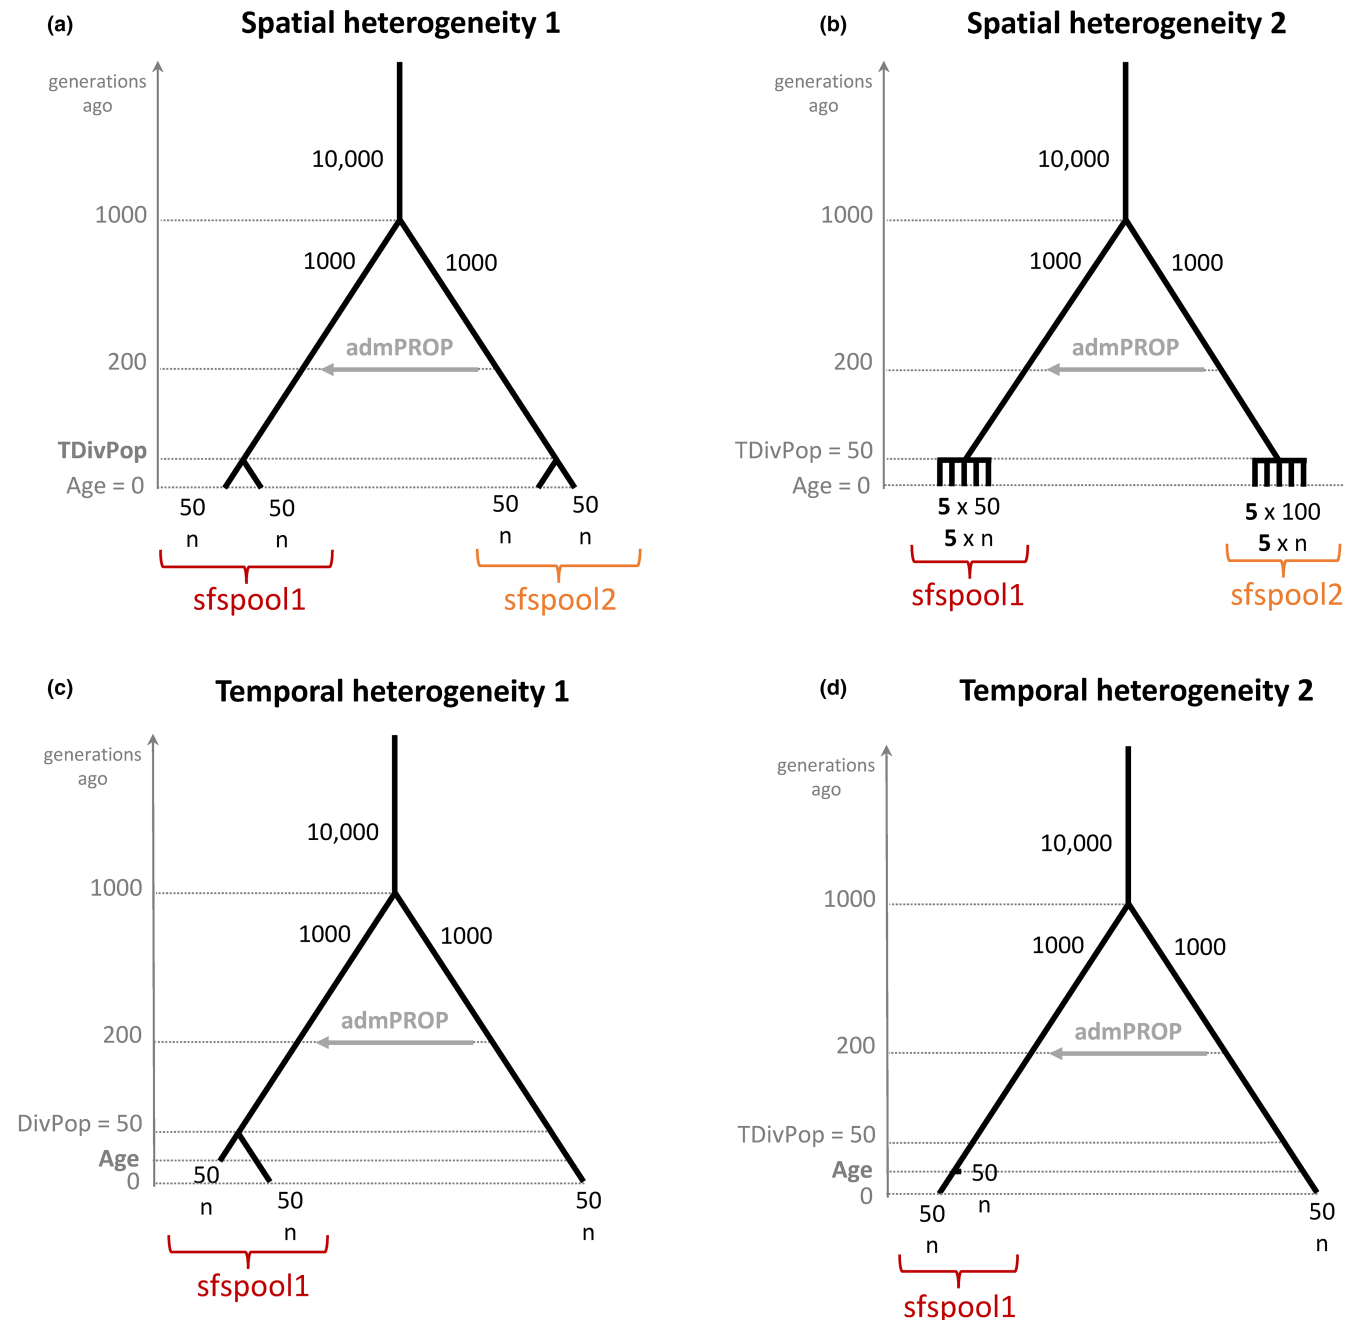 (a)
Spatial heterogeneity 1
generations
ago
10,000
1000
1000
1000
admPROP
200
TDivPop
Age = 0
50
50
50
50
n
n
n
n
sfspool1
sfspool2
(b)
Spatial heterogeneity 2
generations
ago
10,000
1000
1000
1000
admPROP
200
TDivPop = 50
Age = 0
5 x 50
5 x 100
5 x n
5 x n
sfspool1
sfspool2
(c)
Temporal heterogeneity 1
generations
ago
10,000
1000
1000
1000
admPROP
200
DivPop = 50
Age
0
50
50
50
n
n
n
sfspool1
(d)
Temporal heterogeneity 2
generations
ago
10,000
1000
1000
1000
admPROP
200
TDivPop = 50
Age
50
0
n
50
50
n
n
sfspool1